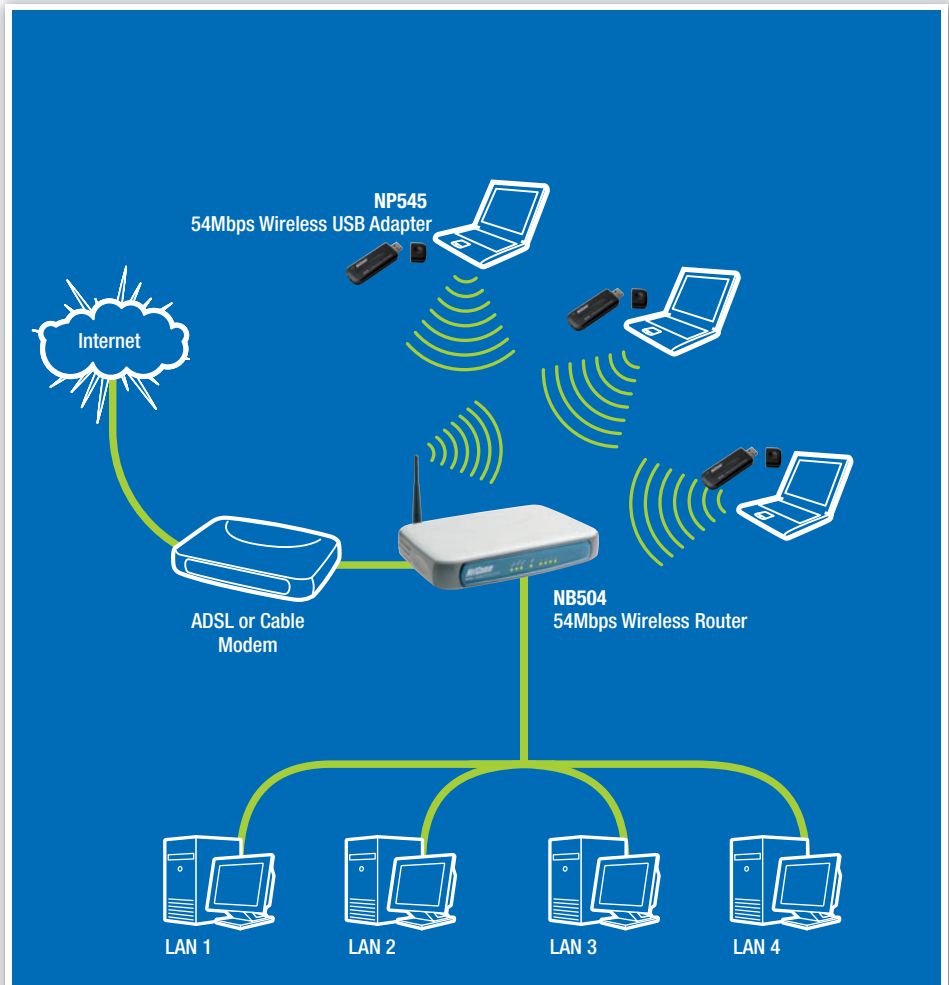 NP545
54Mbps Wireless USB Adapter
Internet
NetComm
NB504
54Mbps Wireless Router
ADSL or Cable
Modem
LAN 1
LAN 2
LAN 3
LAN 4